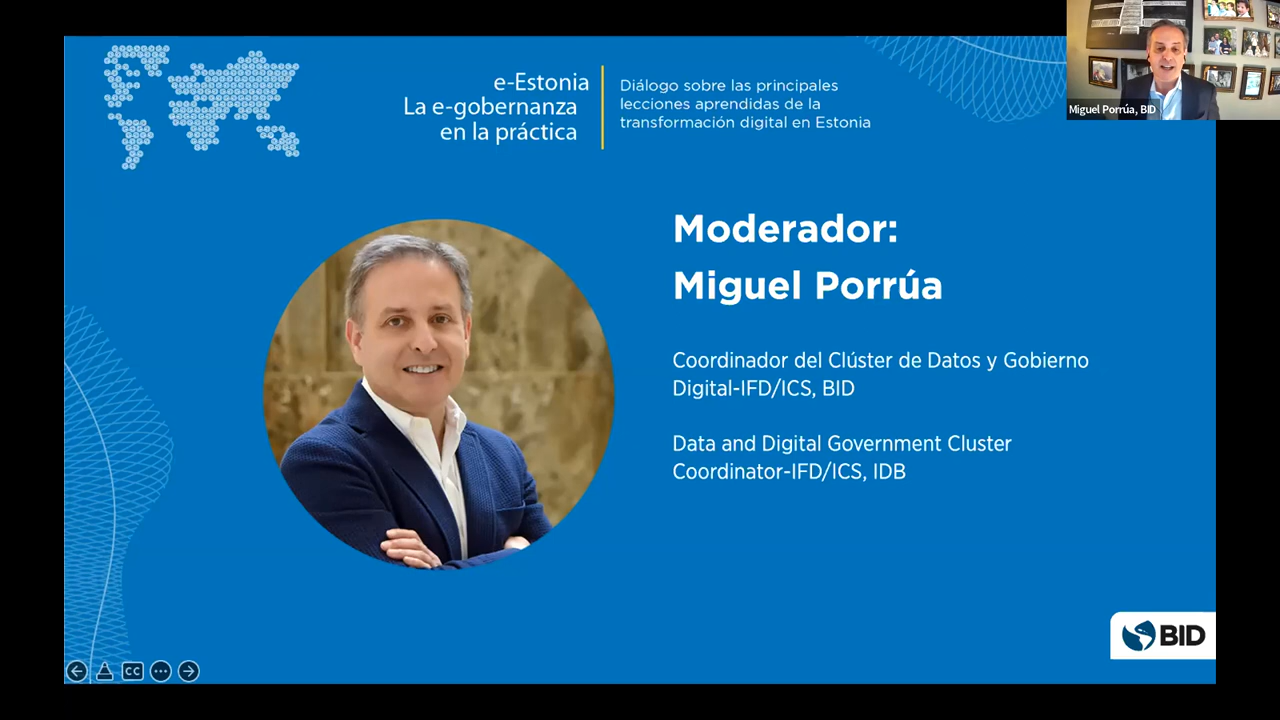 e-Estonia
La e-gobernanza
en la práctica
Diálogo sobre las principales
lecciones aprendidas de la
transformación digital en Estonia
Miguel Porrúa, BID
Moderador:
Miguel Porrúa
Coordinador del Clúster de Datos y Gobierno
Digital-IFD/ICS, BID
Data and Digital Government Cluster
Coordinator-IFD/ICS, IDB
BID
CC